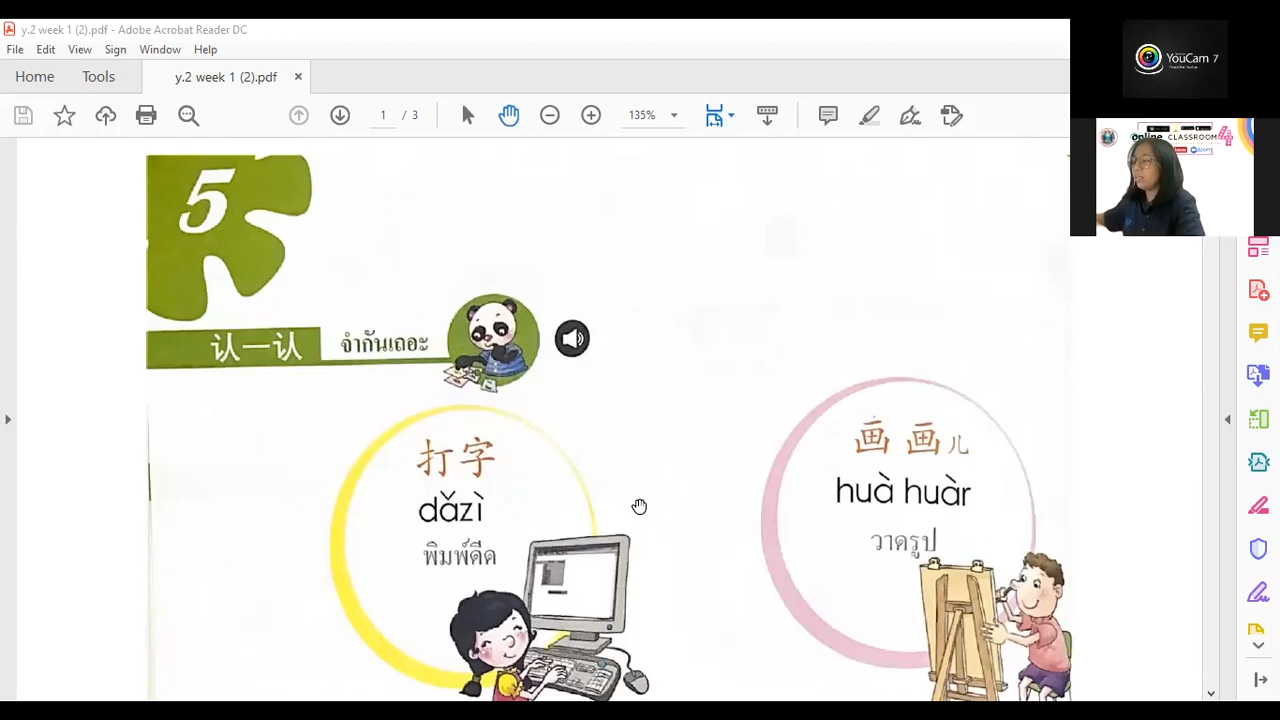 y.2 week 1 (2).pdf - Adobe Acrobat Reader DC
File Edit View Sign Window Help
Home Tools y.2 week 1 (2).pdf ×
1 / 3 135%
YouCam 7
online CLASSROOM 4
zoom
5
认一认 จำกันเถอะ
打字
dǎzì
พิมพ์ดีด
画画儿
huà huàr
วาดรูป